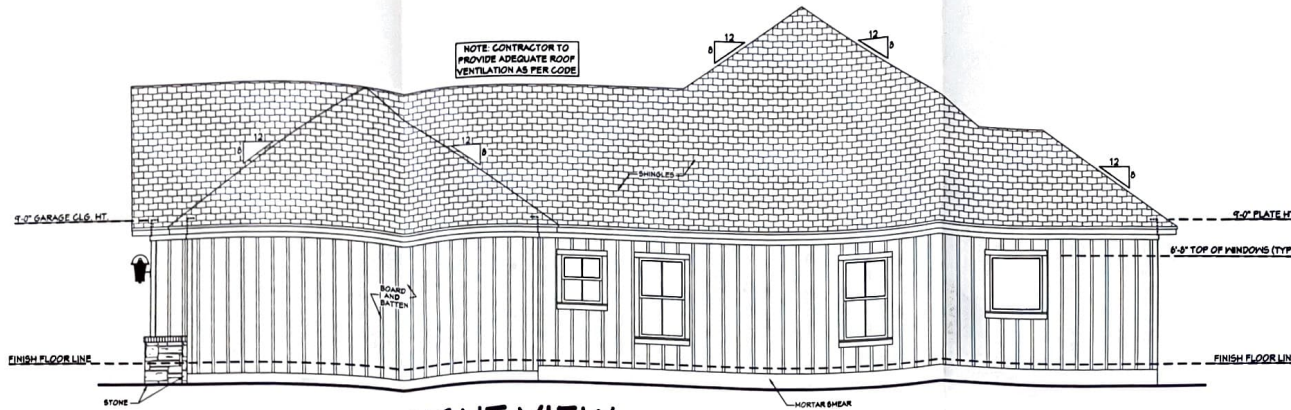 NOTE: CONTRACTOR TO
PROVIDE ADEQUATE ROOF
VENTILATION AS PER CODE
12
8
12
8
12
8
12
8
12
8
SHINGLES
9'-0" GARAGE CLG. HT.
9'-0" PLATE HT
6'-8" TOP OF WINDOWS (TYP
BOARD
AND
BATTEN
FINISH FLOOR LINE
FINISH FLOOR LIN
STONE
MORTAR SMEAR
VIEW